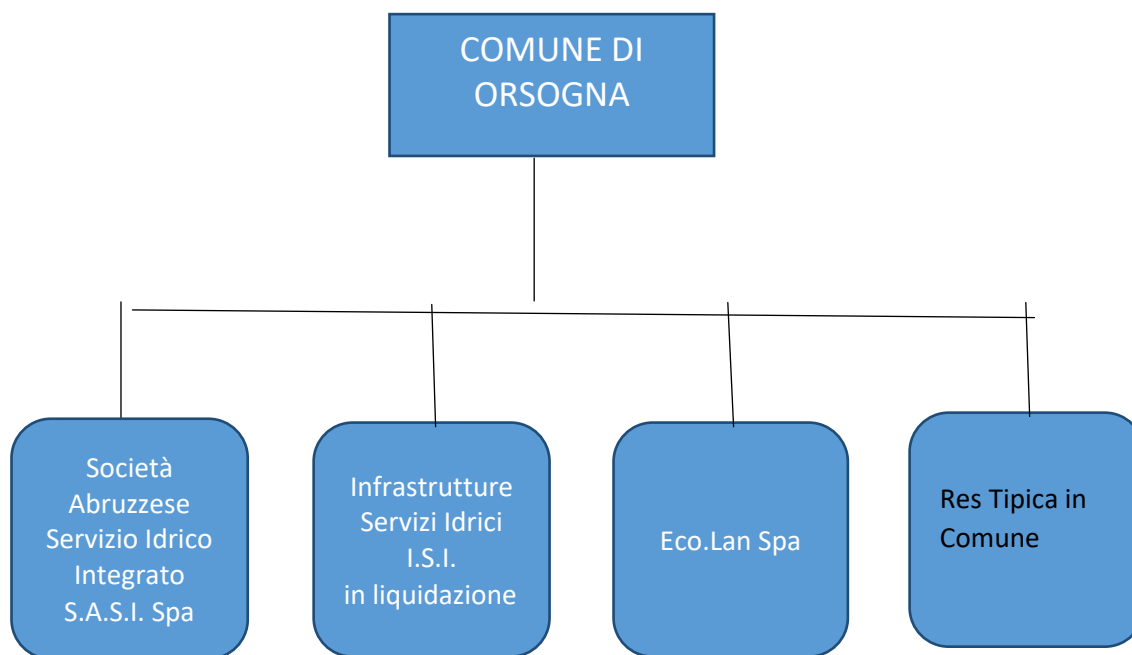 COMUNE DI
ORSOGNA
Società
Abruzzese
Servizio Idrico
Integrato
S.A.S.I. Spa
Infrastrutture
Servizi Idrici
I.S.I.
in liquidazione
Eco.Lan Spa
Res Tipica in
Comune